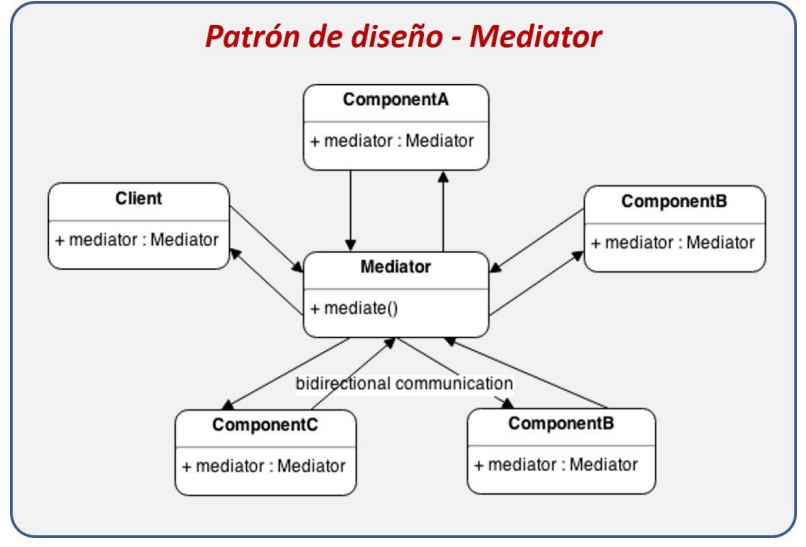 Patrón de diseño - Mediator
ComponentA
+ mediator : Mediator
Client
+ mediator : Mediator
ComponentB
+ mediator : Mediator
Mediator
+ mediate()
bidirectional communication
ComponentC
+ mediator : Mediator
ComponentB
+ mediator : Mediator